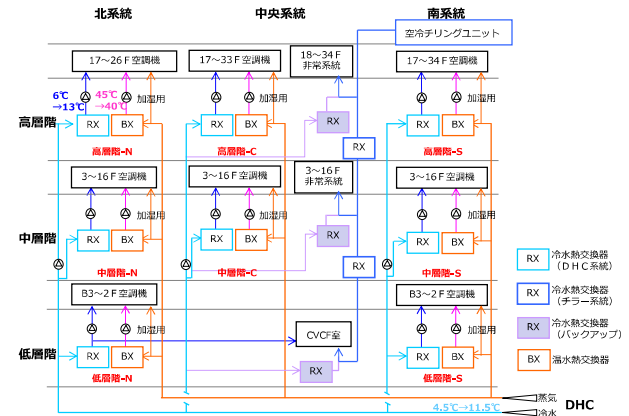 北系統
中央系統
南系統
空冷チリングユニット
17～26Ｆ空調機
17～33Ｆ空調機
18～34Ｆ
非常系統
17～34Ｆ空調機
6℃
→13℃
45℃
→40℃
加湿用
加湿用
加湿用
高層階
RX
BX
RX
BX
RX
RX
BX
RX
高層階-N
高層階-C
高層階-S
3～16Ｆ空調機
3～16Ｆ空調機
3～16Ｆ
非常系統
3～16Ｆ空調機
加湿用
加湿用
加湿用
中層階
RX
BX
RX
BX
RX
RX
BX
RX
中層階-N
中層階-C
中層階-S
RX
冷水熱交換器
（ＤＨＣ系統）
RX
冷水熱交換器
（チラー系統）
RX
冷水熱交換器
（バックアップ）
BX
温水熱交換器
B3～2Ｆ空調機
B3～2Ｆ空調機
加湿用
加湿用
CVCF室
低層階
RX
BX
RX
RX
BX
低層階-N
低層階-S
蒸気
4.5℃→11.5℃
冷水
DHC